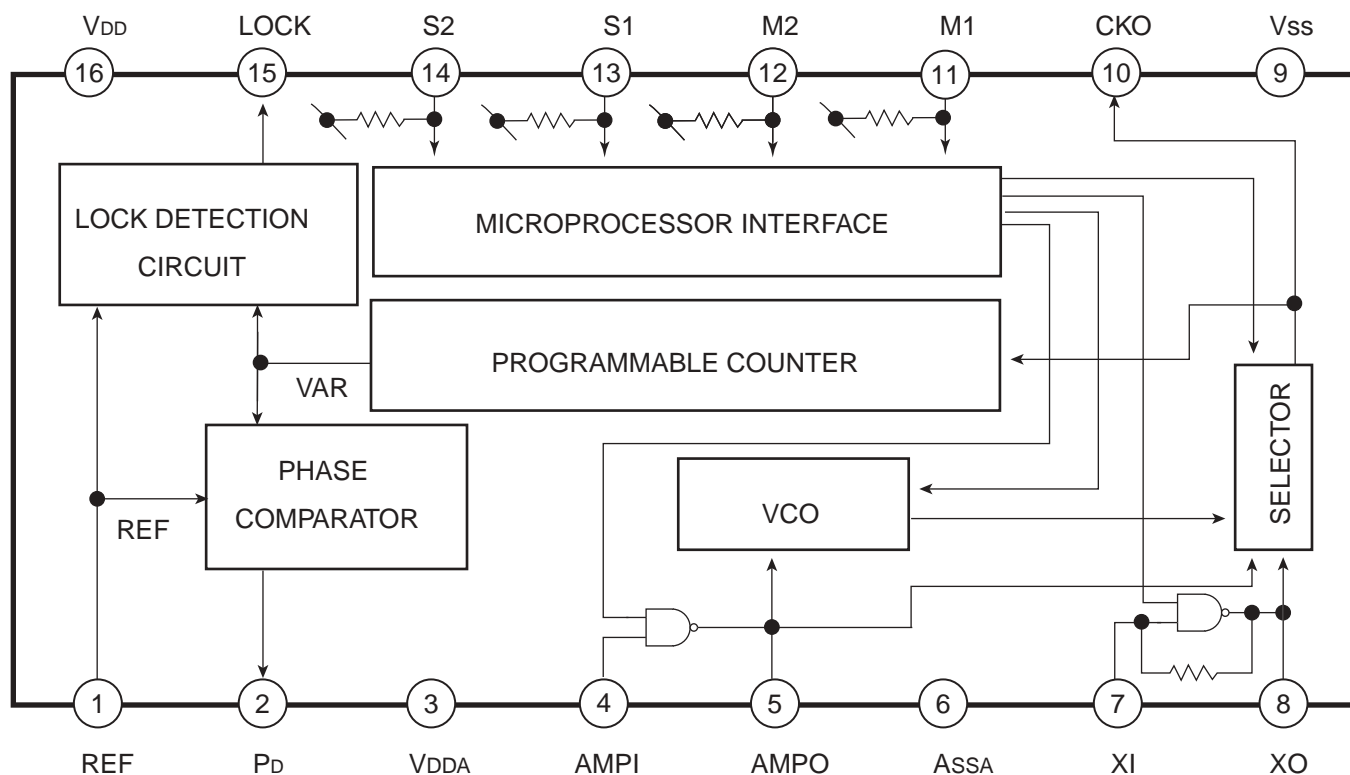 VDD LOCK S2 S1 M2 M1 CKO VSS
16 15 14 13 12 11 10 9
LOCK DETECTION
CIRCUIT
MICROPROCESSOR INTERFACE
PROGRAMMABLE COUNTER
VAR
SELECTOR
PHASE
COMPARATOR
REF
VCO
1 2 3 4 5 6 7 8
REF PD VDDA AMPI AMPO ASSA XI XO